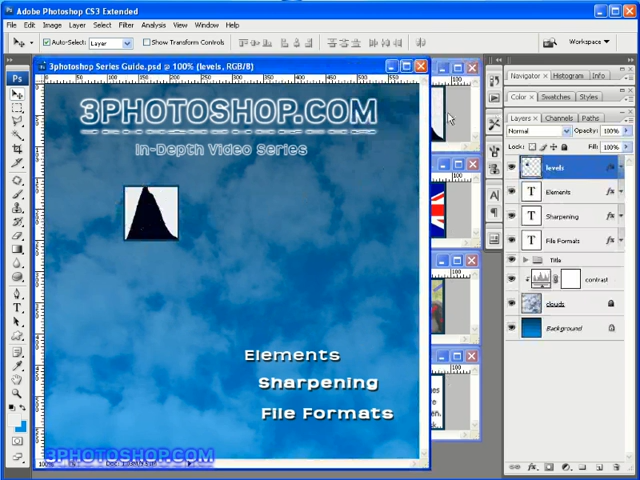 Adobe Photoshop CS3 Extended
File Edit Image Layer Select Filter Analysis View Window Help
Auto-Select: Layer Show Transform Controls Workspace
3photoshop Series Guide.psd @ 100% (levels, RGB/8)
3PHOTOSHOP.COM
In-Depth Video Series
Elements
Sharpening
File Formats
3PHOTOSHOP.COM
100%
Navigator Histogram Info
Color Swatches Styles
Layers Channels Paths
Normal Opacity: 100%
Lock: Fill: 100%
levels
Elements
Sharpening
File Formats
Title
contrast
clouds
Background